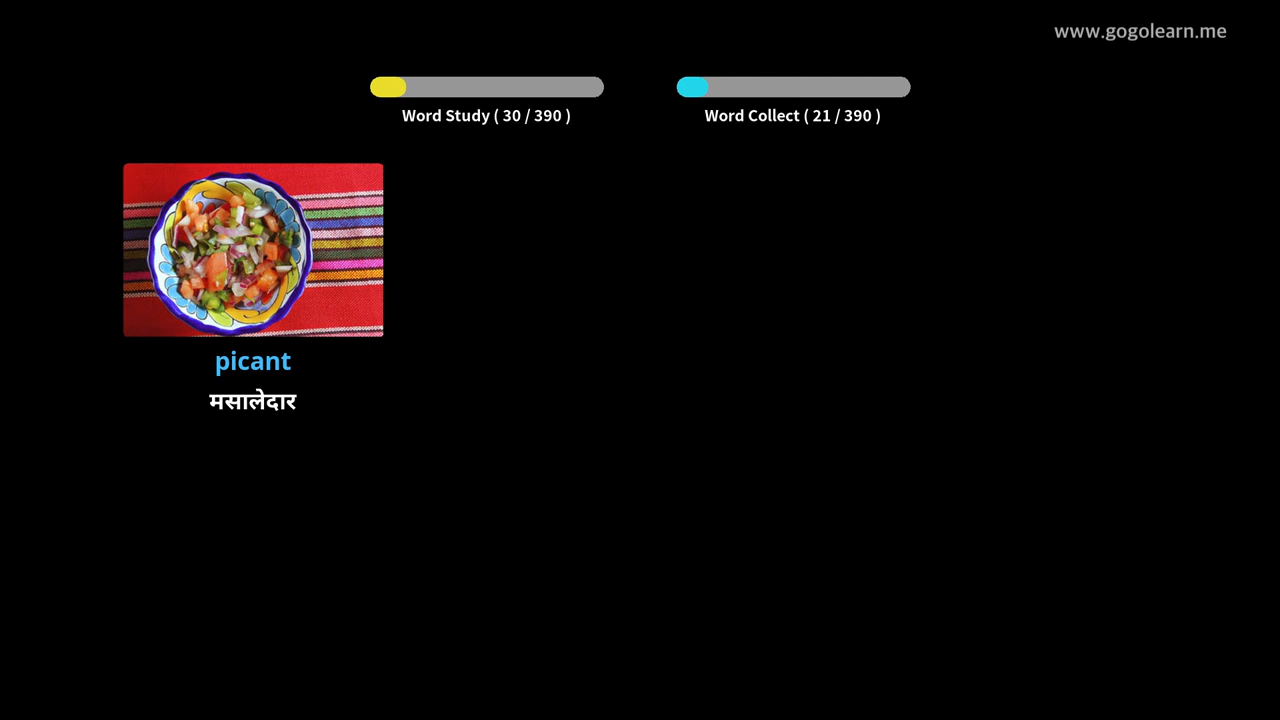 www.gogolearn.me
Word Study ( 30 / 390 )
Word Collect ( 21 / 390 )
picant
मसालेदार